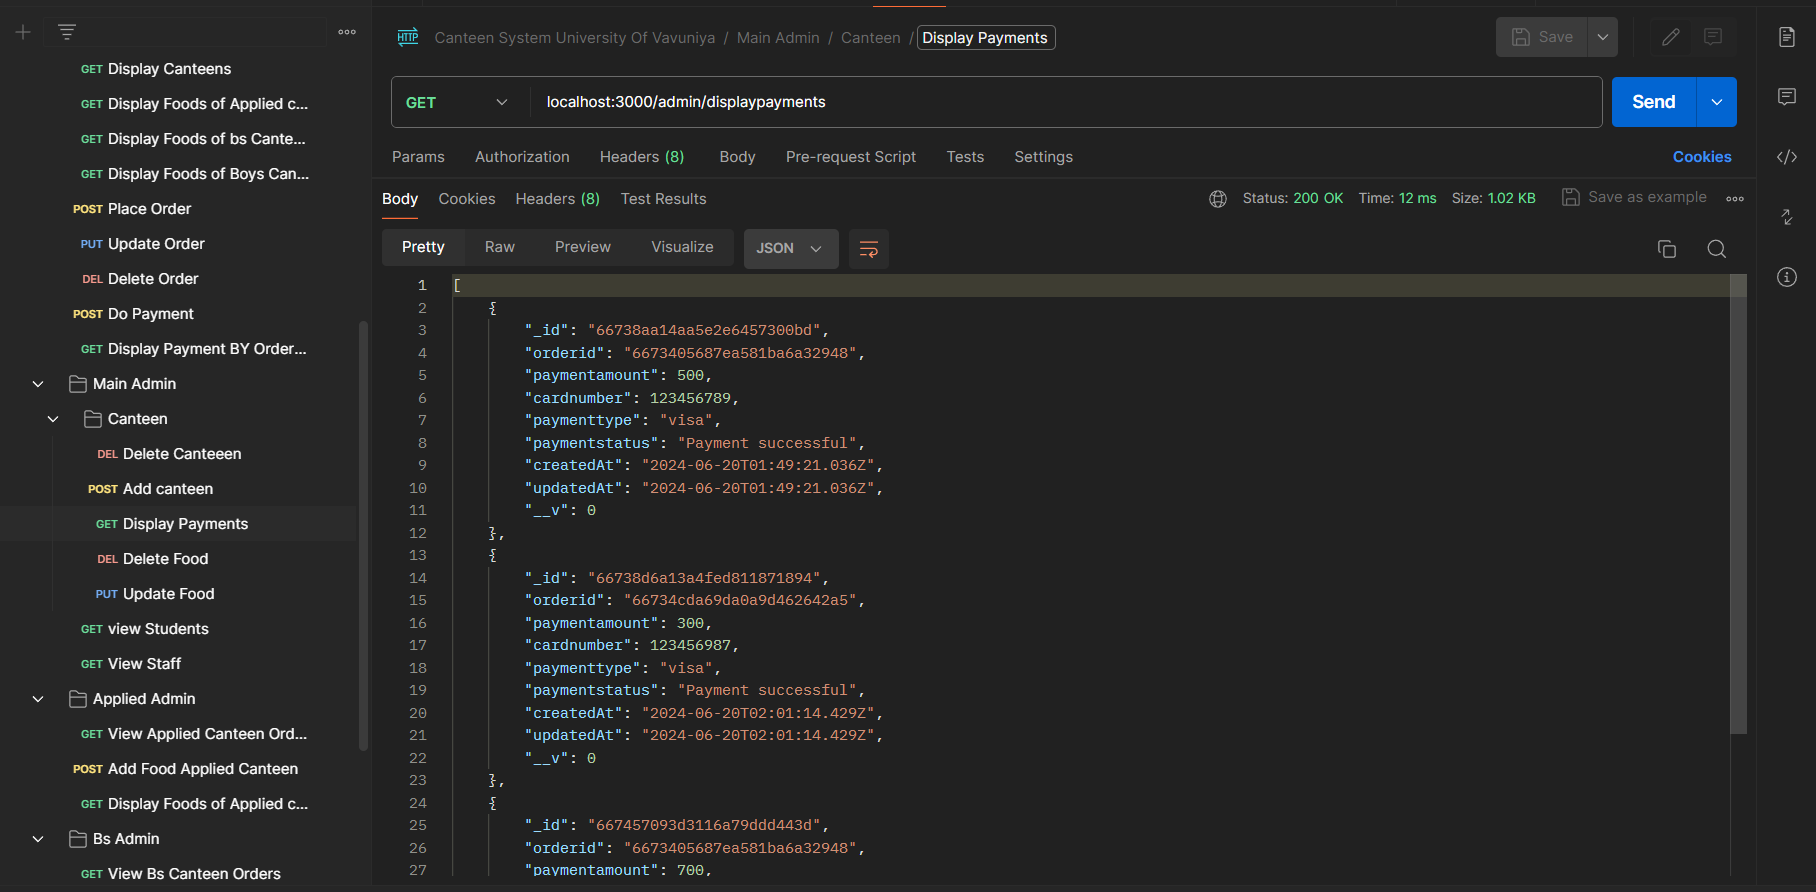 GET Display Canteens
GET Display Foods of Applied c...
GET Display Foods of bs Cante...
GET Display Foods of Boys Can...
POST Place Order
PUT Update Order
DEL Delete Order
POST Do Payment
GET Display Payment BY Order...
Main Admin
Canteen
DEL Delete Canteeen
POST Add canteen
GET Display Payments
DEL Delete Food
PUT Update Food
GET view Students
GET View Staff
Applied Admin
GET View Applied Canteen Ord...
POST Add Food Applied Canteen
GET Display Foods of Applied c...
Bs Admin
GET View Bs Canteen Orders
HTTP Canteen System University Of Vavuniya / Main Admin / Canteen / Display Payments
Save
GET localhost:3000/admin/displaypayments Send
Params Authorization Headers (8) Body Pre-request Script Tests Settings Cookies
Body Cookies Headers (8) Test Results Status: 200 OK Time: 12 ms Size: 1.02 KB Save as example
Pretty Raw Preview Visualize JSON
1 [
2 {
3 "_id": "66738aa14aa5e2e6457300bd",
4 "orderid": "6673405687ea581ba6a32948",
5 "paymentamount": 500,
6 "cardnumber": 123456789,
7 "paymenttype": "visa",
8 "paymentstatus": "Payment successful",
9 "createdAt": "2024-06-20T01:49:21.036Z",
10 "updatedAt": "2024-06-20T01:49:21.036Z",
11 "__v": 0
12 },
13 {
14 "_id": "66738d6a13a4fed811871894",
15 "orderid": "66734cda69da0a9d462642a5",
16 "paymentamount": 300,
17 "cardnumber": 123456987,
18 "paymenttype": "visa",
19 "paymentstatus": "Payment successful",
20 "createdAt": "2024-06-20T02:01:14.429Z",
21 "updatedAt": "2024-06-20T02:01:14.429Z",
22 "__v": 0
23 },
24 {
25 "_id": "667457093d3116a79ddd443d",
26 "orderid": "6673405687ea581ba6a32948",
27 "paymentamount": 700,